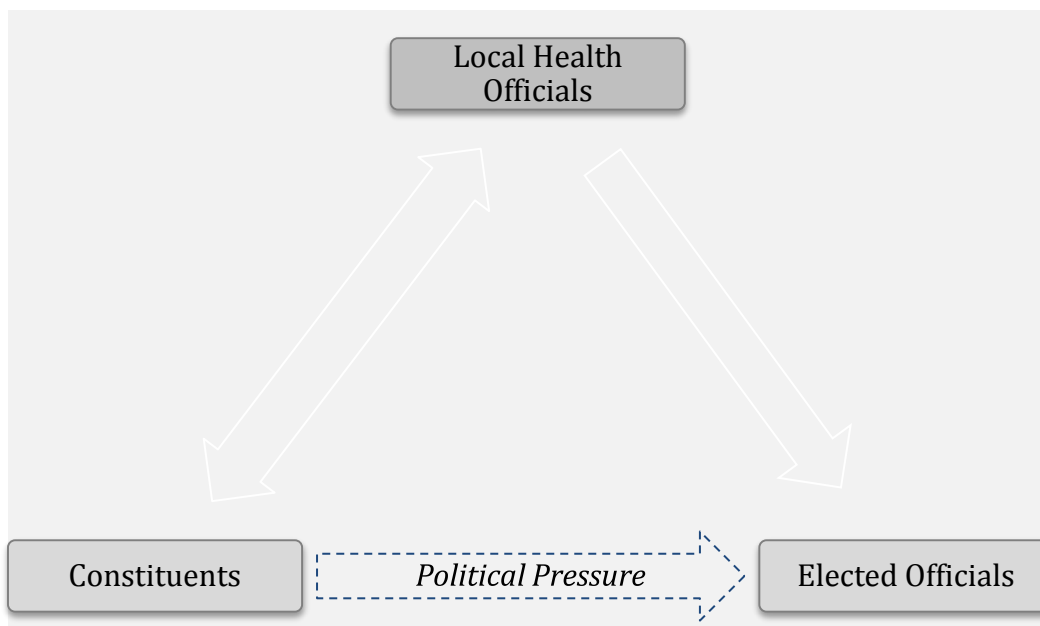 Local Health
Officials
Constituents
Political Pressure
Elected Officials